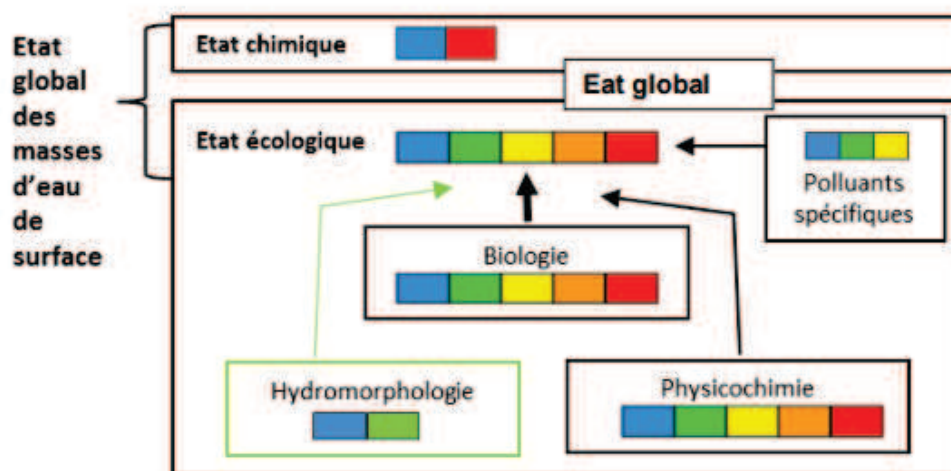 Etat
global
des
masses
d'eau
de
surface
Etat chimique
Eat global
Etat écologique
Polluants
spécifiques
Biologie
Hydromorphologie
Physicochimie